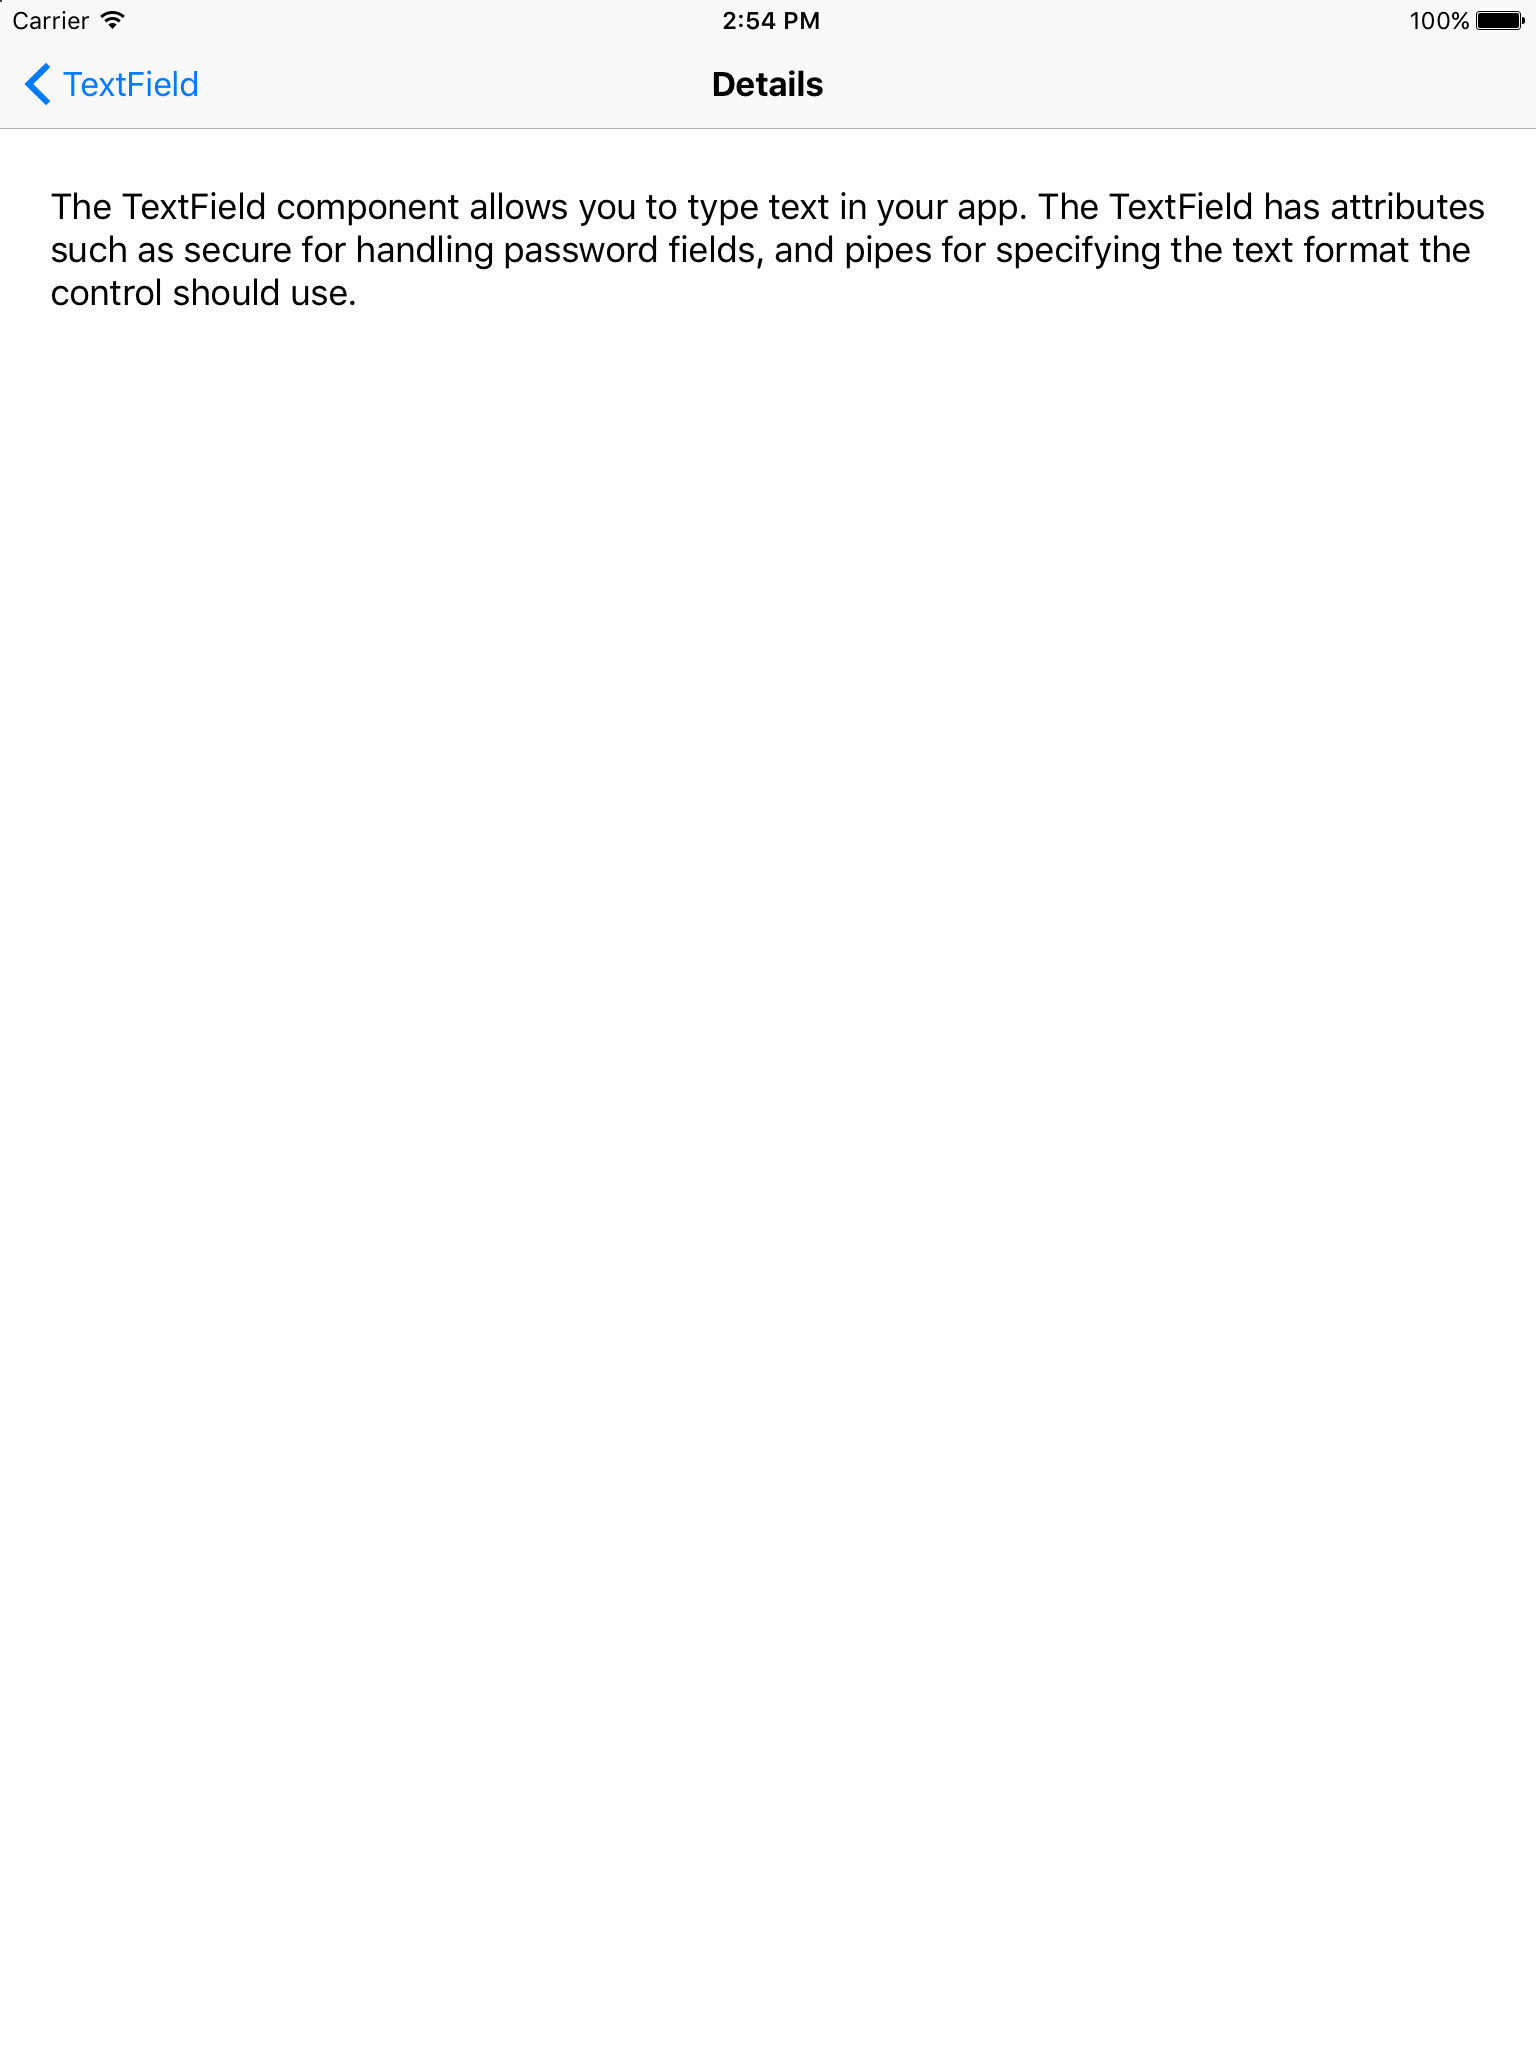 Carrier
2:54 PM
100%
TextField
Details
The TextField component allows you to type text in your app. The TextField has attributes
such as secure for handling password fields, and pipes for specifying the text format the
control should use.